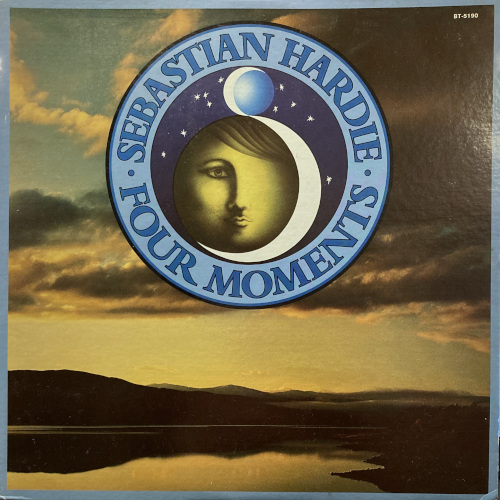 BT-5190
· SEBASTIAN HARDIE ·
FOUR MOMENTS